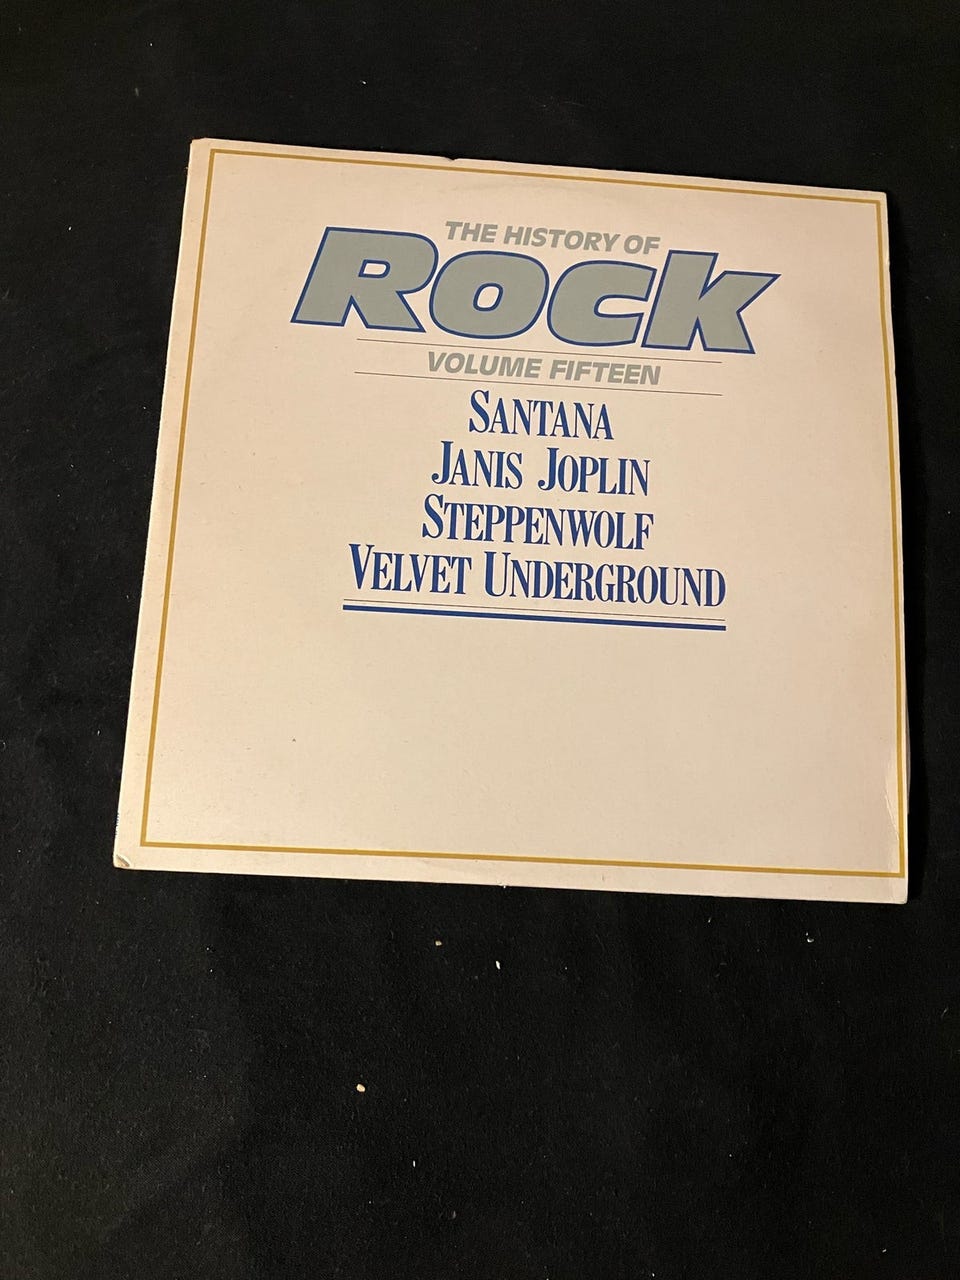 THE HISTORY OF
ROCK
VOLUME FIFTEEN
SANTANA
JANIS JOPLIN
STEPPENWOLF
VELVET UNDERGROUND